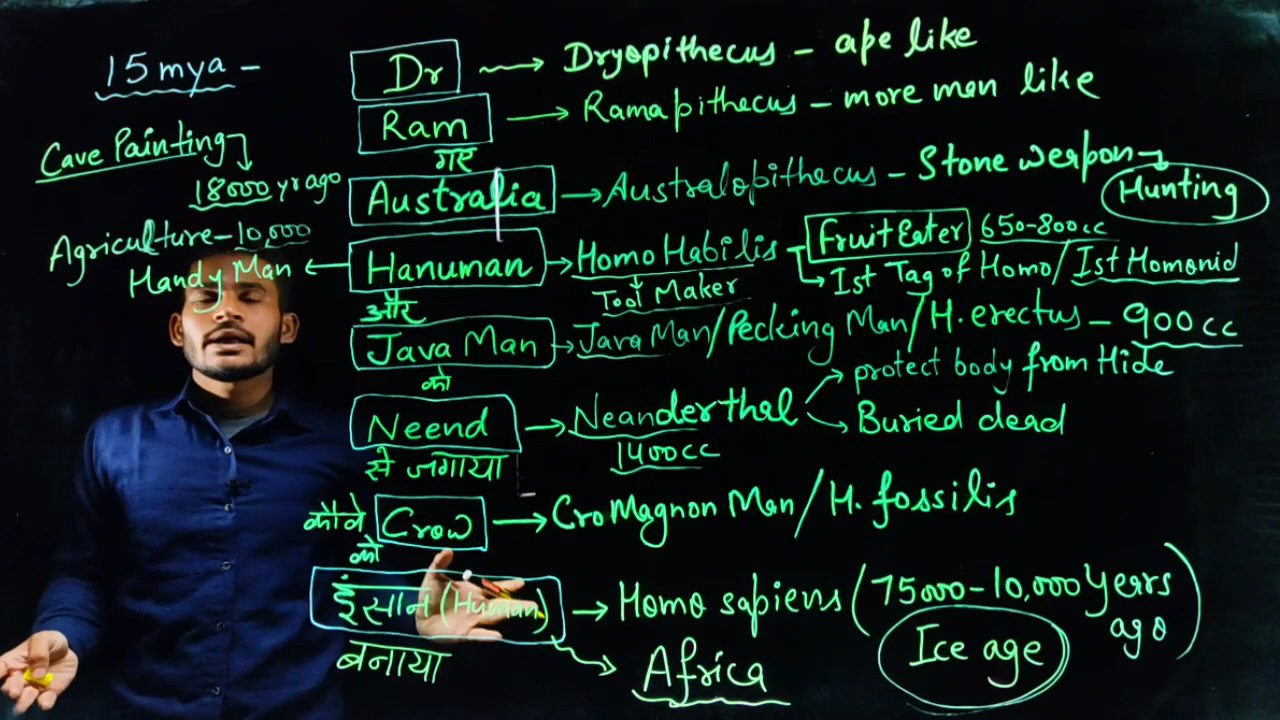 15 mya –
Cave Painting
18000 yr ago
Agriculture – 10,000
Handy Man
Dr → Dryopithecus – ape like
Ram → Ramapithecus – more man like
गए
Australia → Australopithecus – Stone weapon → Hunting
Hanuman → Homo Habilis Fruit Eater 650-800cc
Tool Maker Ist Tag of Homo/Ist Homonid
और
Java Man → Java Man/Pecking Man/H. erectus – 900cc
को
Neend → Neanderthal → protect body from Hide
1400cc → Buried dead
से जगाया
कौवे Crow → CroMagnon Man/H. fossilis
को
इंसान (Human) → Homo sapiens (75000-10,000 Years ago)
बनाया → Africa
Ice age